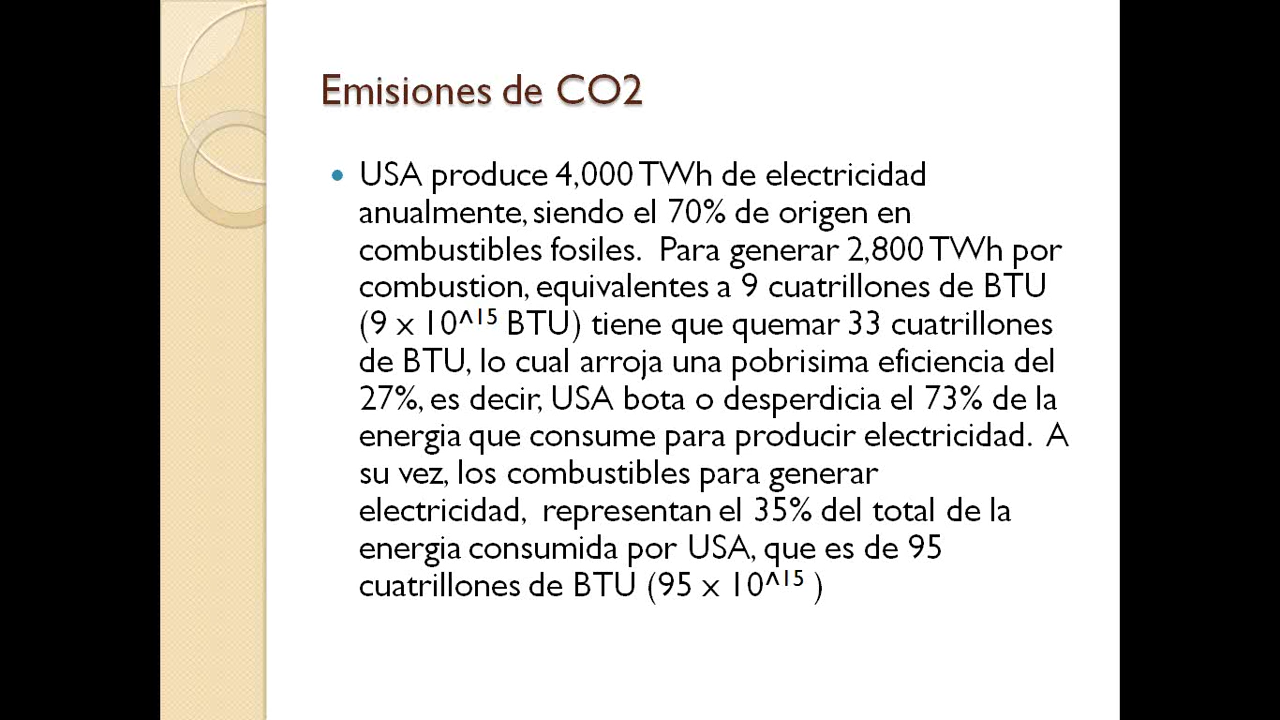 Emisiones de CO2
• USA produce 4,000 TWh de electricidad
anualmente, siendo el 70% de origen en
combustibles fosiles.  Para generar 2,800 TWh por
combustion, equivalentes a 9 cuatrillones de BTU
(9 x 10^15 BTU) tiene que quemar 33 cuatrillones
de BTU, lo cual arroja una pobrisima eficiencia del
27%, es decir, USA bota o desperdicia el 73% de la
energia que consume para producir electricidad.  A
su vez, los combustibles para generar
electricidad,  representan el 35% del total de la
energia consumida por USA, que es de 95
cuatrillones de BTU (95 x 10^15 )